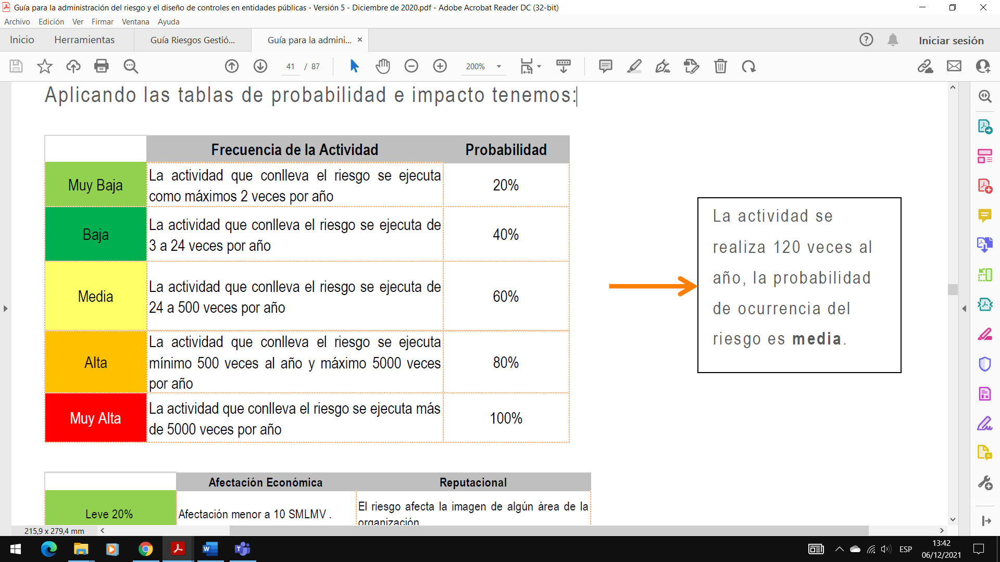 Guía para la administración del riesgo y el diseño de controles en entidades públicas - Versión 5 - Diciembre de 2020.pdf - Adobe Acrobat Reader DC (32-bit)
Archivo Edición Ver Firmar Ventana Ayuda
Inicio Herramientas Guía Riesgos Gestió... Guía para la admini... Iniciar sesión
41 / 87 200%
Aplicando las tablas de probabilidad e impacto tenemos:
Frecuencia de la Actividad Probabilidad
Muy Baja
La actividad que conlleva el riesgo se ejecuta
como máximos 2 veces por año
20%
Baja
La actividad que conlleva el riesgo se ejecuta de
3 a 24 veces por año
40%
Media
La actividad que conlleva el riesgo se ejecuta de
24 a 500 veces por año
60%
Alta
La actividad que conlleva el riesgo se ejecuta
mínimo 500 veces al año y máximo 5000 veces
por año
80%
Muy Alta
La actividad que conlleva el riesgo se ejecuta más
de 5000 veces por año
100%
La actividad se
realiza 120 veces al
año, la probabilidad
de ocurrencia del
riesgo es media.
Afectación Económica Reputacional
Leve 20%
Afectación menor a 10 SMLMV .
El riesgo afecta la imagen de algún área de la
organización
215,9 x 279,4 mm
ESP
13:42
06/12/2021